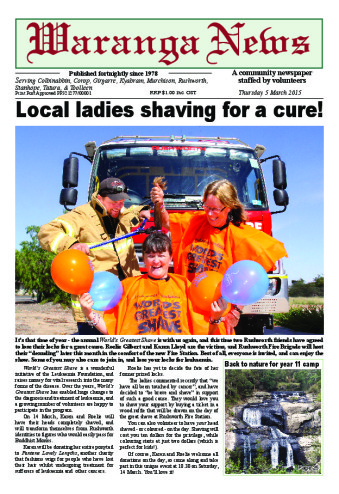 Waranga News
Published fortnightly since 1978
Serving Colbinabbin, Corop, Girgarre, Kyabram, Murchison, Rushworth,
Stanhope, Tatura, & Toolleen
Print Post Approved
RRP $1.00 inc GST
A community newspaper
staffed by volunteers
Thursday 5 March 2015
Local ladies shaving for a cure!
WORLD'S
GREATEST
SHAVE
WORLD'S
GREATEST
SHAVE
It's that time of year - the annual World's Greatest Shave is with us again, and this time two Rushworth friends have agreed
to lose their locks for a great cause. Roelie Gilbert and Karen Lloyd are the victims, and Rushworth Fire Brigade will host
their "demuding" later this month in the comfort of the new Fire Station. Best of all, everyone is invited, and can enjoy the
show. Some of you may also care to join in, and lose your locks for leukaemia.
World's Greatest Shave is a wonderful
initiative of the Leukaemia Foundation, and
raises money for vital research into the many
forms of the disease. Over the years, World's
Greatest Shave has enabled huge changes to
the diagnosis and treatment of leukaemia, and
a growing number of volunteers are happy to
participate in the program.
On 14 March, Karen and Roelie will
have their heads completely shaved, and
will transform themselves from Rushworth
identities to figures who would easily pass for
Buddhist Monks.
Karen will be donating her entire ponytail
to Pantene Lovely Lengths, another charity
that fashions wigs for people who have lost
their hair whilst undergoing treatment for
sufferers of leukaemia and other cancers.
Roelie has yet to decide the fate of her
famous prized locks.
The ladies commented recently that "we
have all been touched by cancer", and have
decided to "be brave and shave" in support
of such a good cause. They would love you
to show your support by buying a ticket in a
wood raffle that will be drawn on the day of
the great shave at Rushworth Fire Station.
You can also volunteer to have your head
shaved - or coloured - on the day. Shaving will
cost you ten dollars for the privilege, while
colouring starts at just two dollars (which is
perfect for kids!).
Of course, Karen and Roelie welcome all
donations on the day, so come along and take
part in this unique event at 10.30 on Saturday,
14 March. You'll love it!
Back to nature for year 11 camp